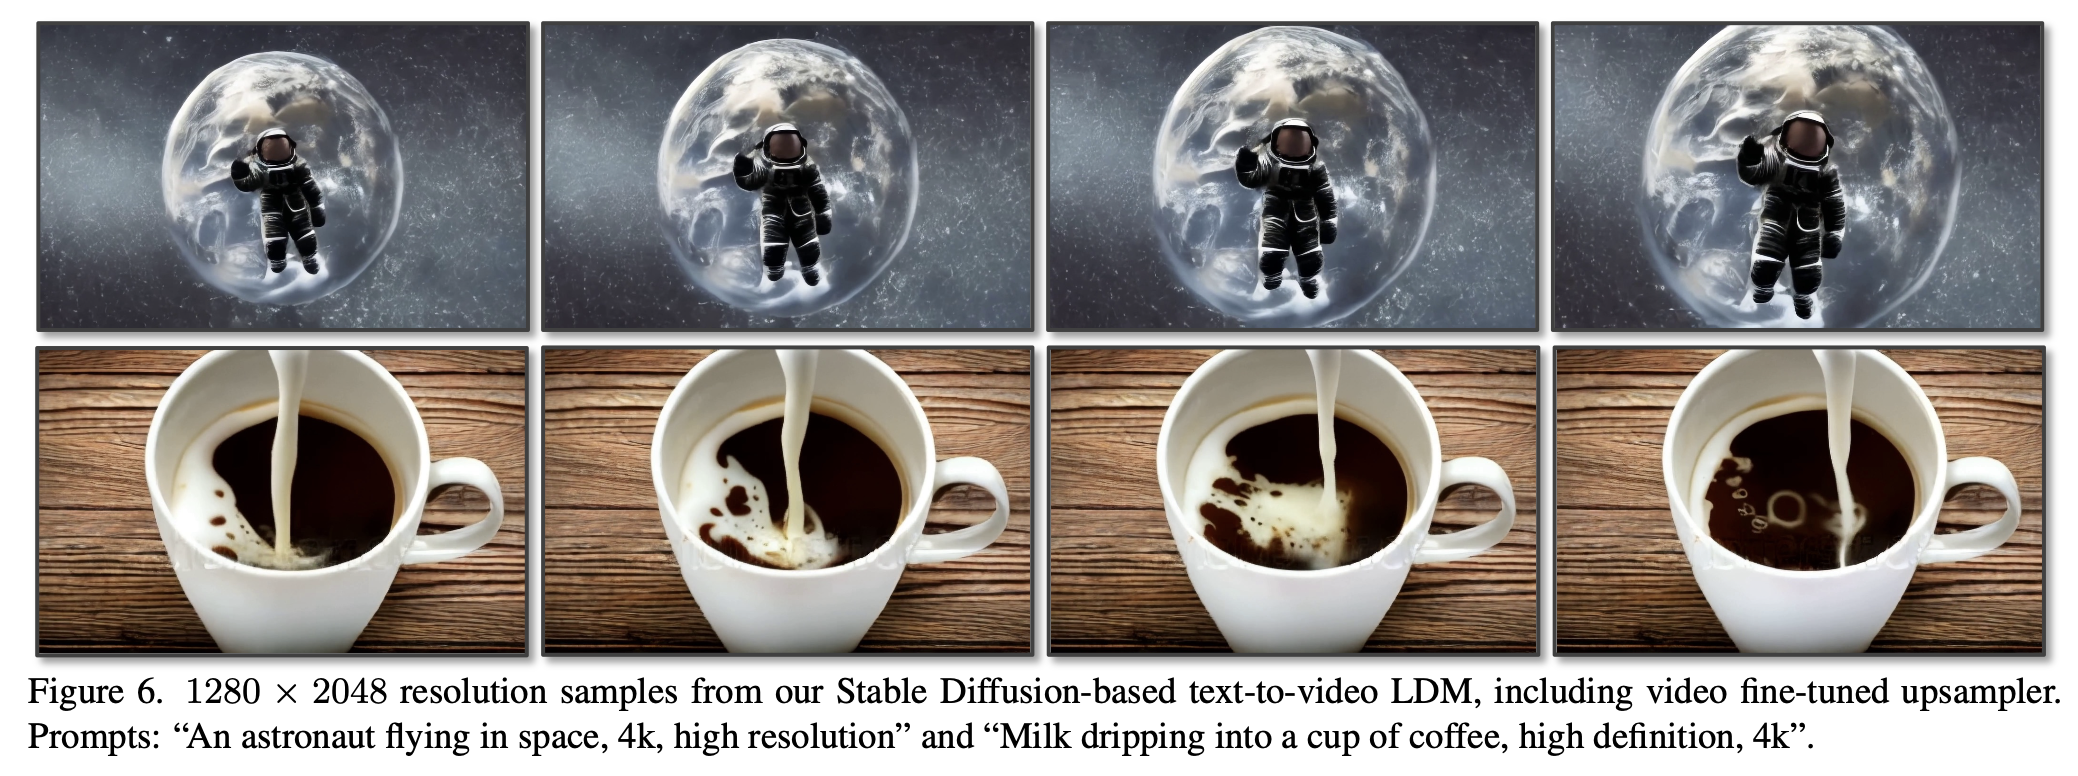 Figure 6. 1280 × 2048 resolution samples from our Stable Diffusion-based text-to-video LDM, including video fine-tuned upsampler.
Prompts: “An astronaut flying in space, 4k, high resolution” and “Milk dripping into a cup of coffee, high definition, 4k”.